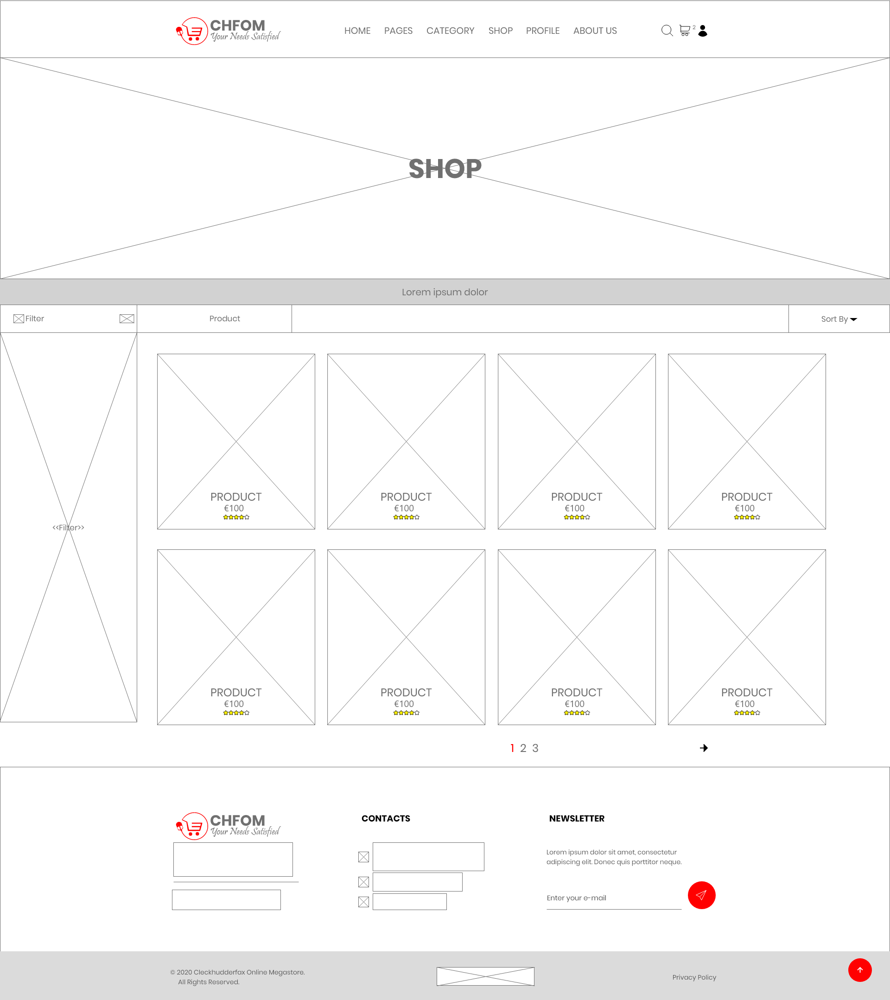 CHFOM
Your Needs Satisfied
HOME PAGES CATEGORY SHOP PROFILE ABOUT US
2
SHOP
Lorem ipsum dolor
Filter Product Sort By
PRODUCT PRODUCT PRODUCT PRODUCT
€100 €100 €100 €100
<<Filter>>
PRODUCT PRODUCT PRODUCT PRODUCT
€100 €100 €100 €100
1 2 3
CHFOM
Your Needs Satisfied
CONTACTS
NEWSLETTER
Lorem ipsum dolor sit amet, consectetur
adipiscing elit. Donec quis porttitor neque.
Enter your e-mail
© 2020 Cleckhudderfax Online Megastore.
All Rights Reserved.
Privacy Policy